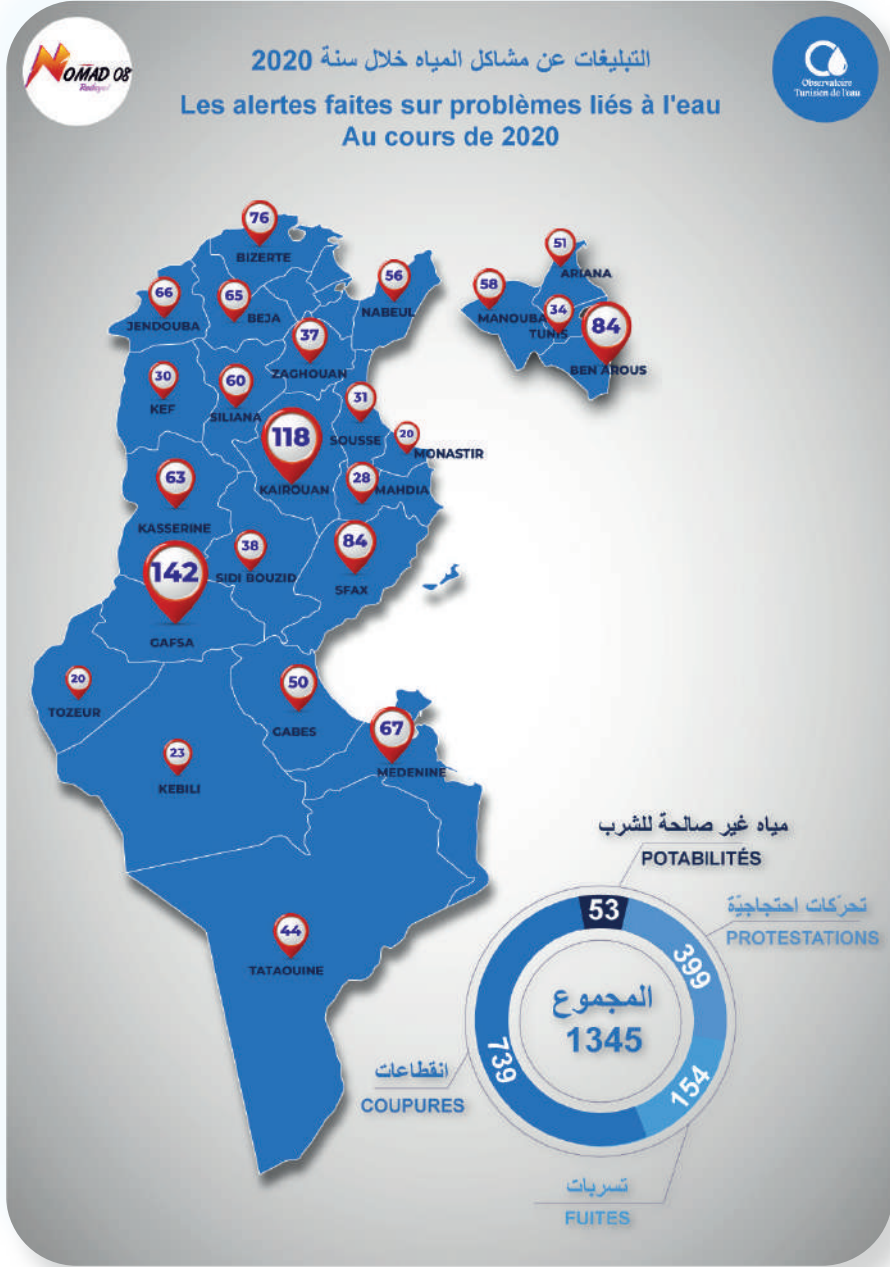 NOMAD 08
Redeyef
Observatoire
Tunisien de l'eau
التبليغات عن مشاكل المياه خلال سنة 2020
Les alertes faites sur problèmes liés à l'eau
Au cours de 2020
76
BIZERTE
66
JENDOUBA
65
BEJA
56
NABEUL
37
ZAGHOUAN
51
ARIANA
58
MANOUBA
34
TUNIS
84
BEN AROUS
30
KEF
60
SILIANA
118
KAIROUAN
31
SOUSSE
20
MONASTIR
28
MAHDIA
63
KASSERINE
38
SIDI BOUZID
84
SFAX
142
GAFSA
20
TOZEUR
23
KEBILI
50
GABES
67
MEDENINE
44
TATAOUINE
مياه غير صالحة للشرب
POTABILITÉS
53
تحركات احتجاجيّة
PROTESTATIONS
399
المجموع
1345
739
154
انقطاعات
COUPURES
تسربات
FUITES